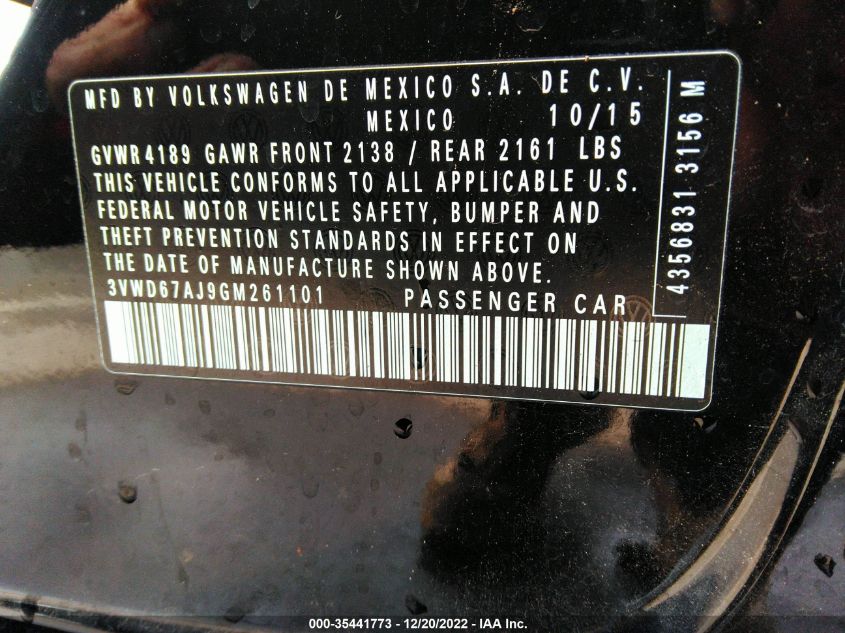 MFD BY VOLKSWAGEN DE MEXICO S.A. DE C.V.
MEXICO 10/15
GVWR 4189 GAWR FRONT 2138 / REAR 2161 LBS
THIS VEHICLE CONFORMS TO ALL APPLICABLE U.S.
FEDERAL MOTOR VEHICLE SAFETY, BUMPER AND
THEFT PREVENTION STANDARDS IN EFFECT ON
THE DATE OF MANUFACTURE SHOWN ABOVE.
3VWD67AJ9GM261101 PASSENGER CAR
4356831 3156 M
000-35441773 - 12/20/2022 - IAA Inc.